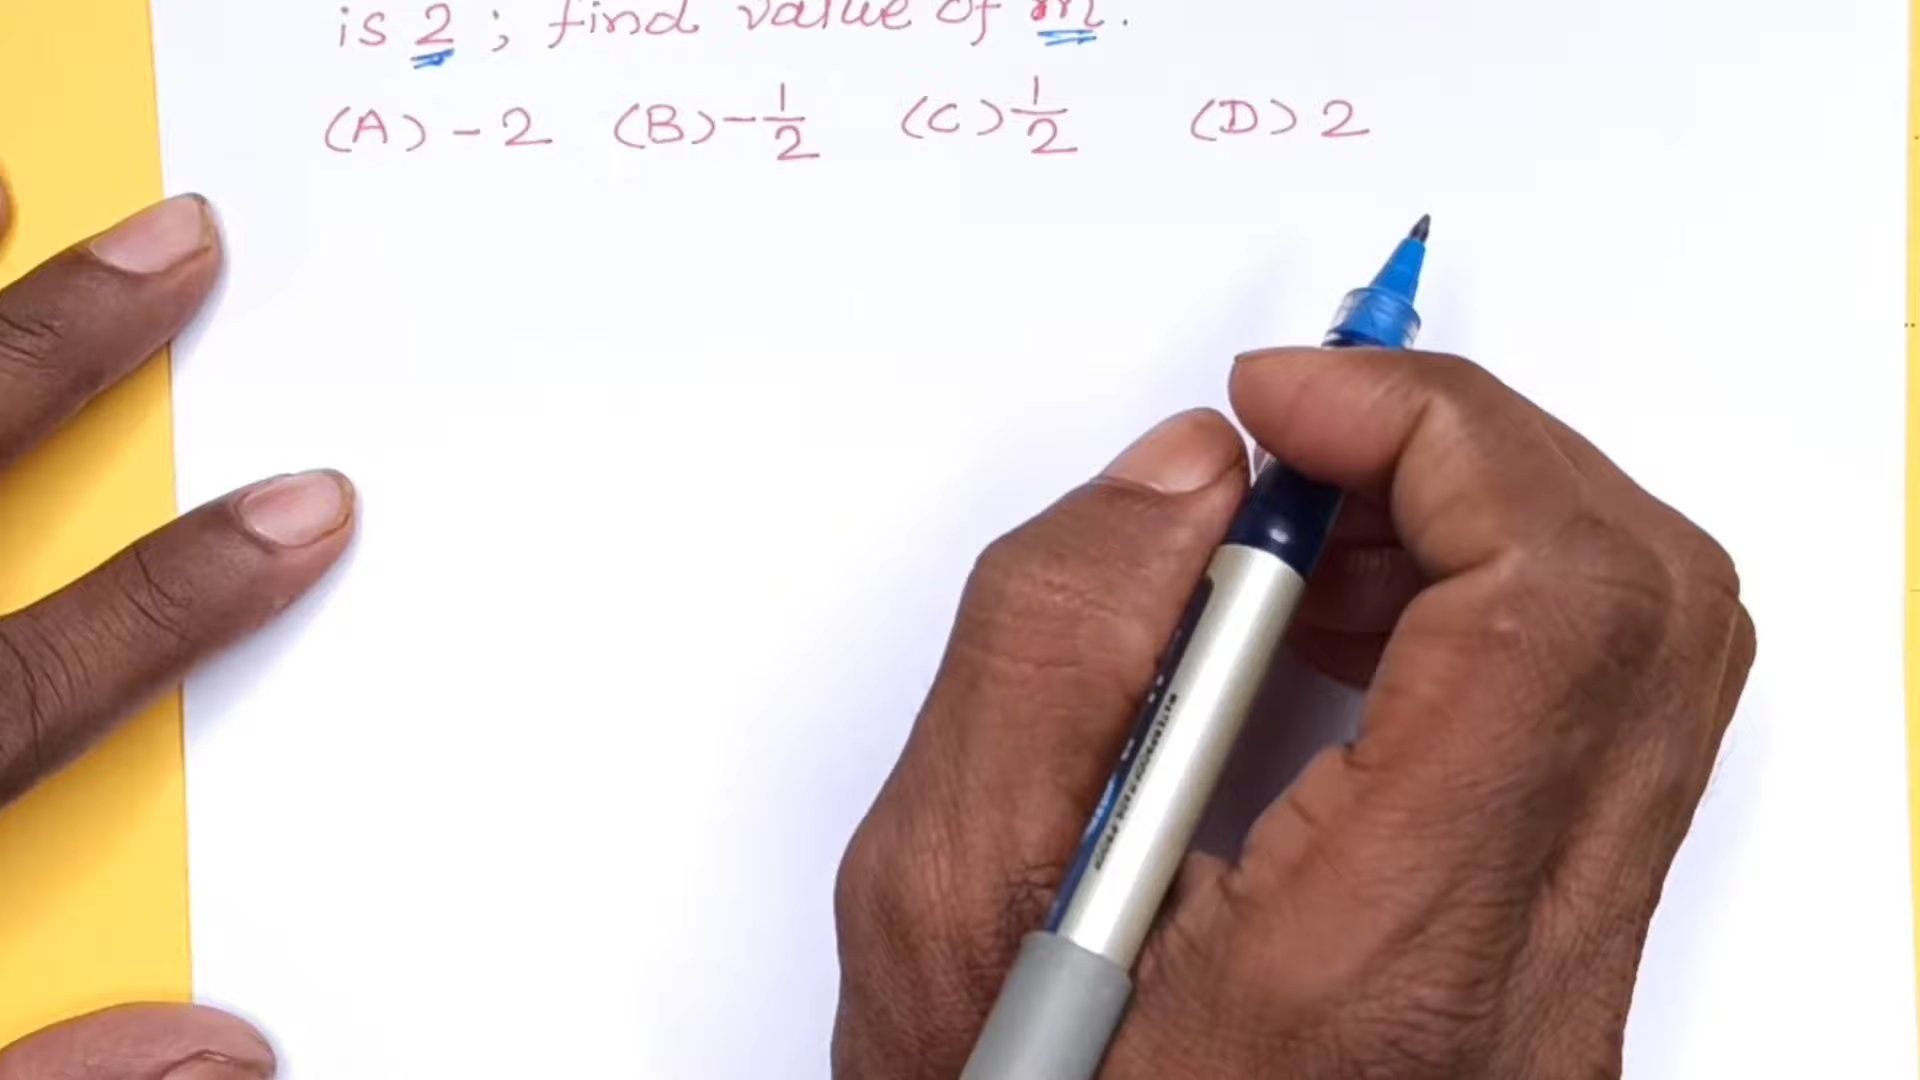 is 2 ; find value of m.
(A) -2 (B) -1/2 (C) 1/2 (D) 2